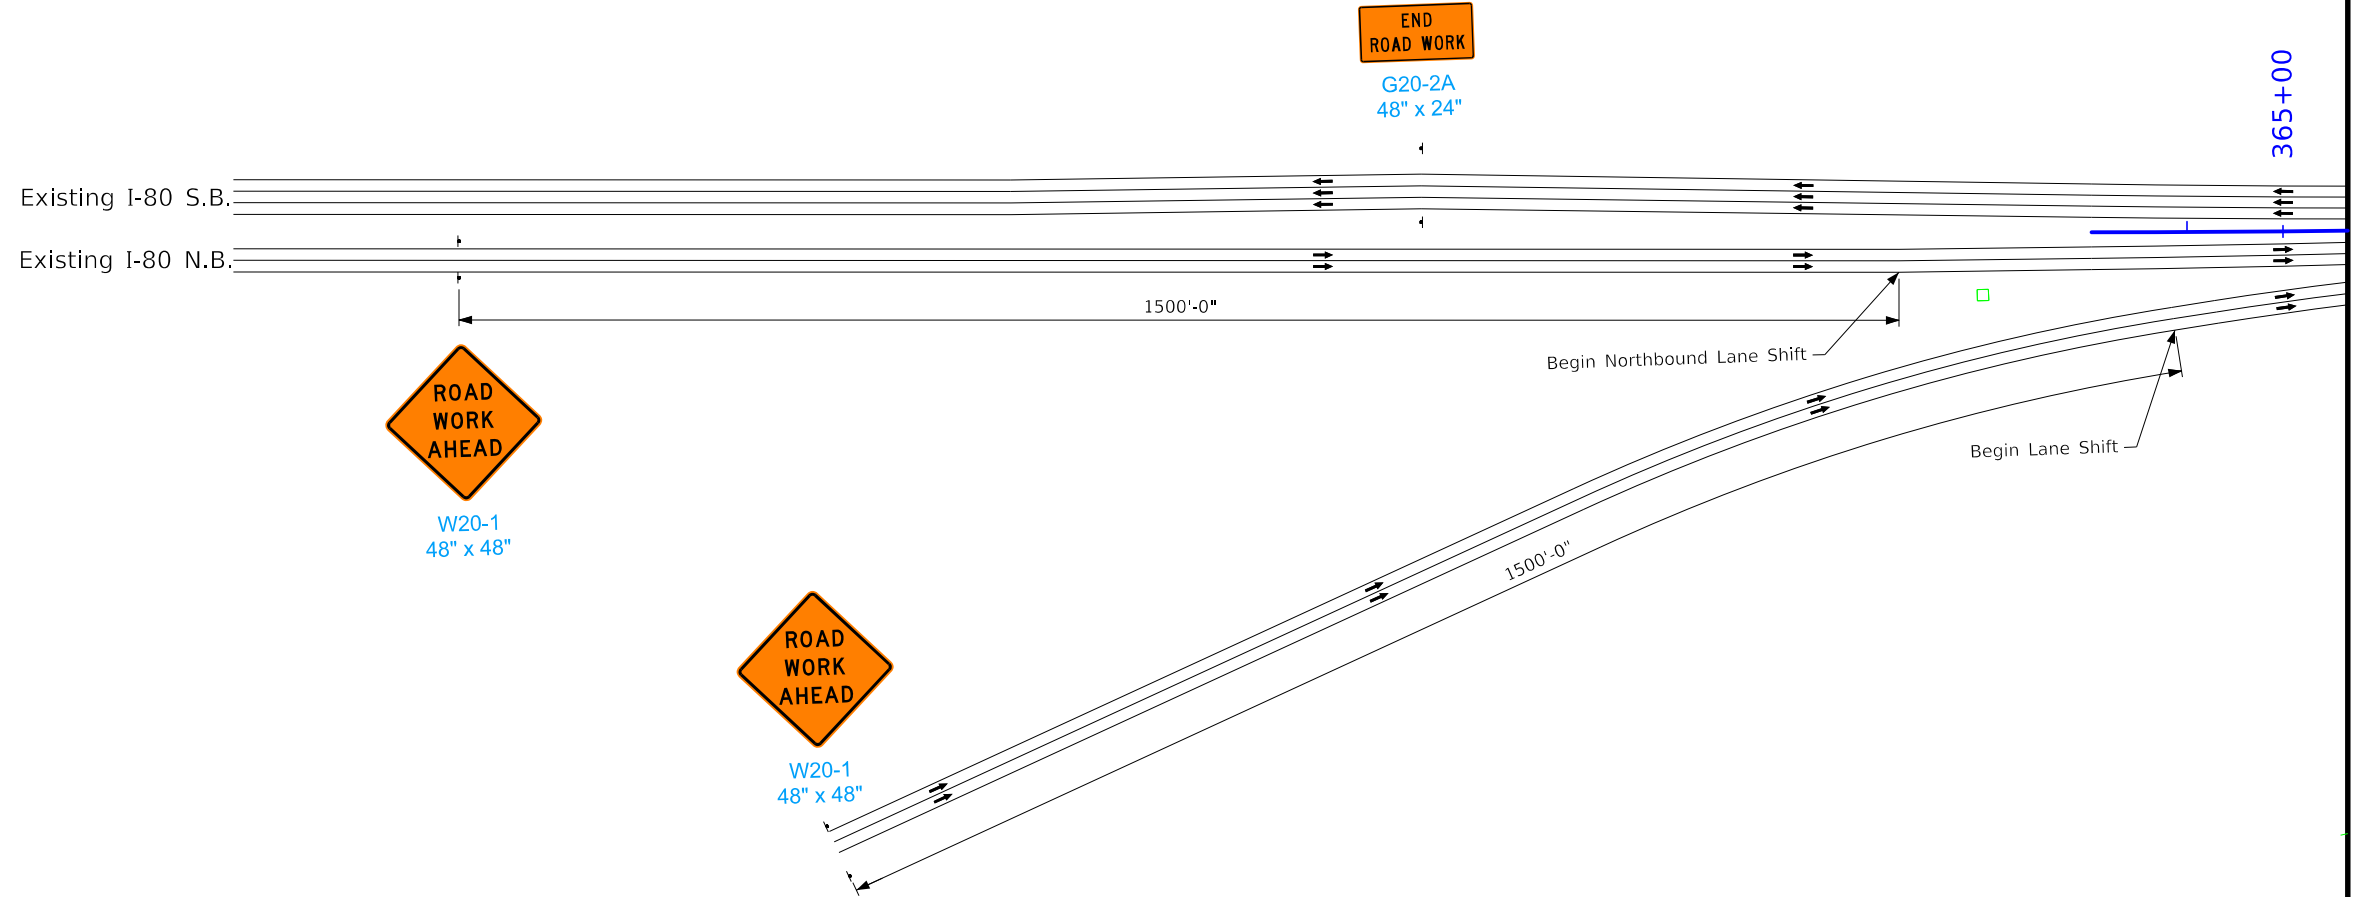 END
ROAD WORK
G20-2A
48" x 24"
365+00
Existing I-80 S.B.
Existing I-80 N.B.
1500'-0"
Begin Northbound Lane Shift
ROAD
WORK
AHEAD
W20-1
48" x 48"
Begin Lane Shift
1500'-0"
ROAD
WORK
AHEAD
W20-1
48" x 48"